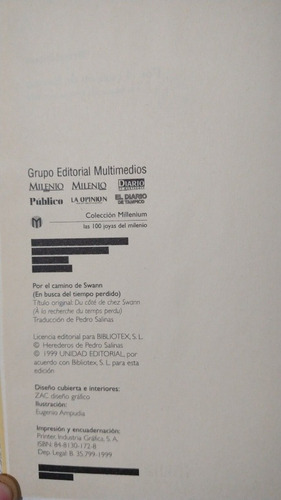 Grupo Editorial Multimedios
MILENIO MILENIO DIARIO
Público LA OPINION EL DIARIO DE TAMPICO
Colección Millenium
las 100 joyas del milenio
Por el camino de Swann
(En busca del tiempo perdido)
Título original: Du côté de chez Swann
(À la recherche du temps perdu)
Traducción de Pedro Salinas
Licencia editorial para BIBLIOTEX, S. L.
© Herederos de Pedro Salinas
© 1999 UNIDAD EDITORIAL, por
acuerdo con Bibliotex, S. L. para esta
edición
Diseño cubierta e interiores:
ZAC diseño gráfico
Ilustración:
Eugenio Ampudia
Impresión y encuadernación:
Printer, Industria Gráfica, S. A.
ISBN: 84-8130-172-8
Dep. Legal: B. 35.799-1999